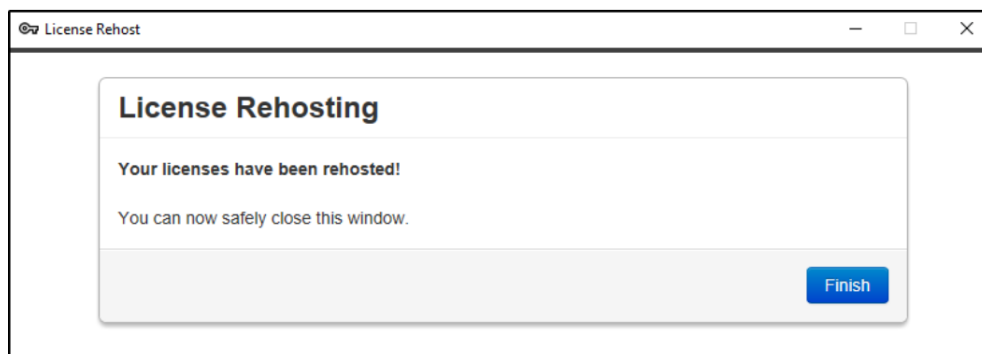 License Rehost
License Rehosting
Your licenses have been rehosted!
You can now safely close this window.
Finish